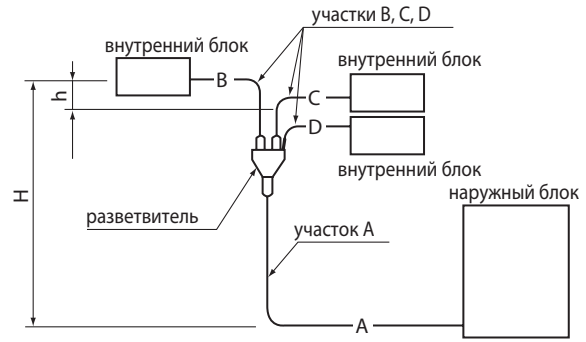 участки B, C, D
внутренний блок
внутренний блок
B
h
C
D
внутренний блок
наружный блок
H
разветвитель
участок A
A